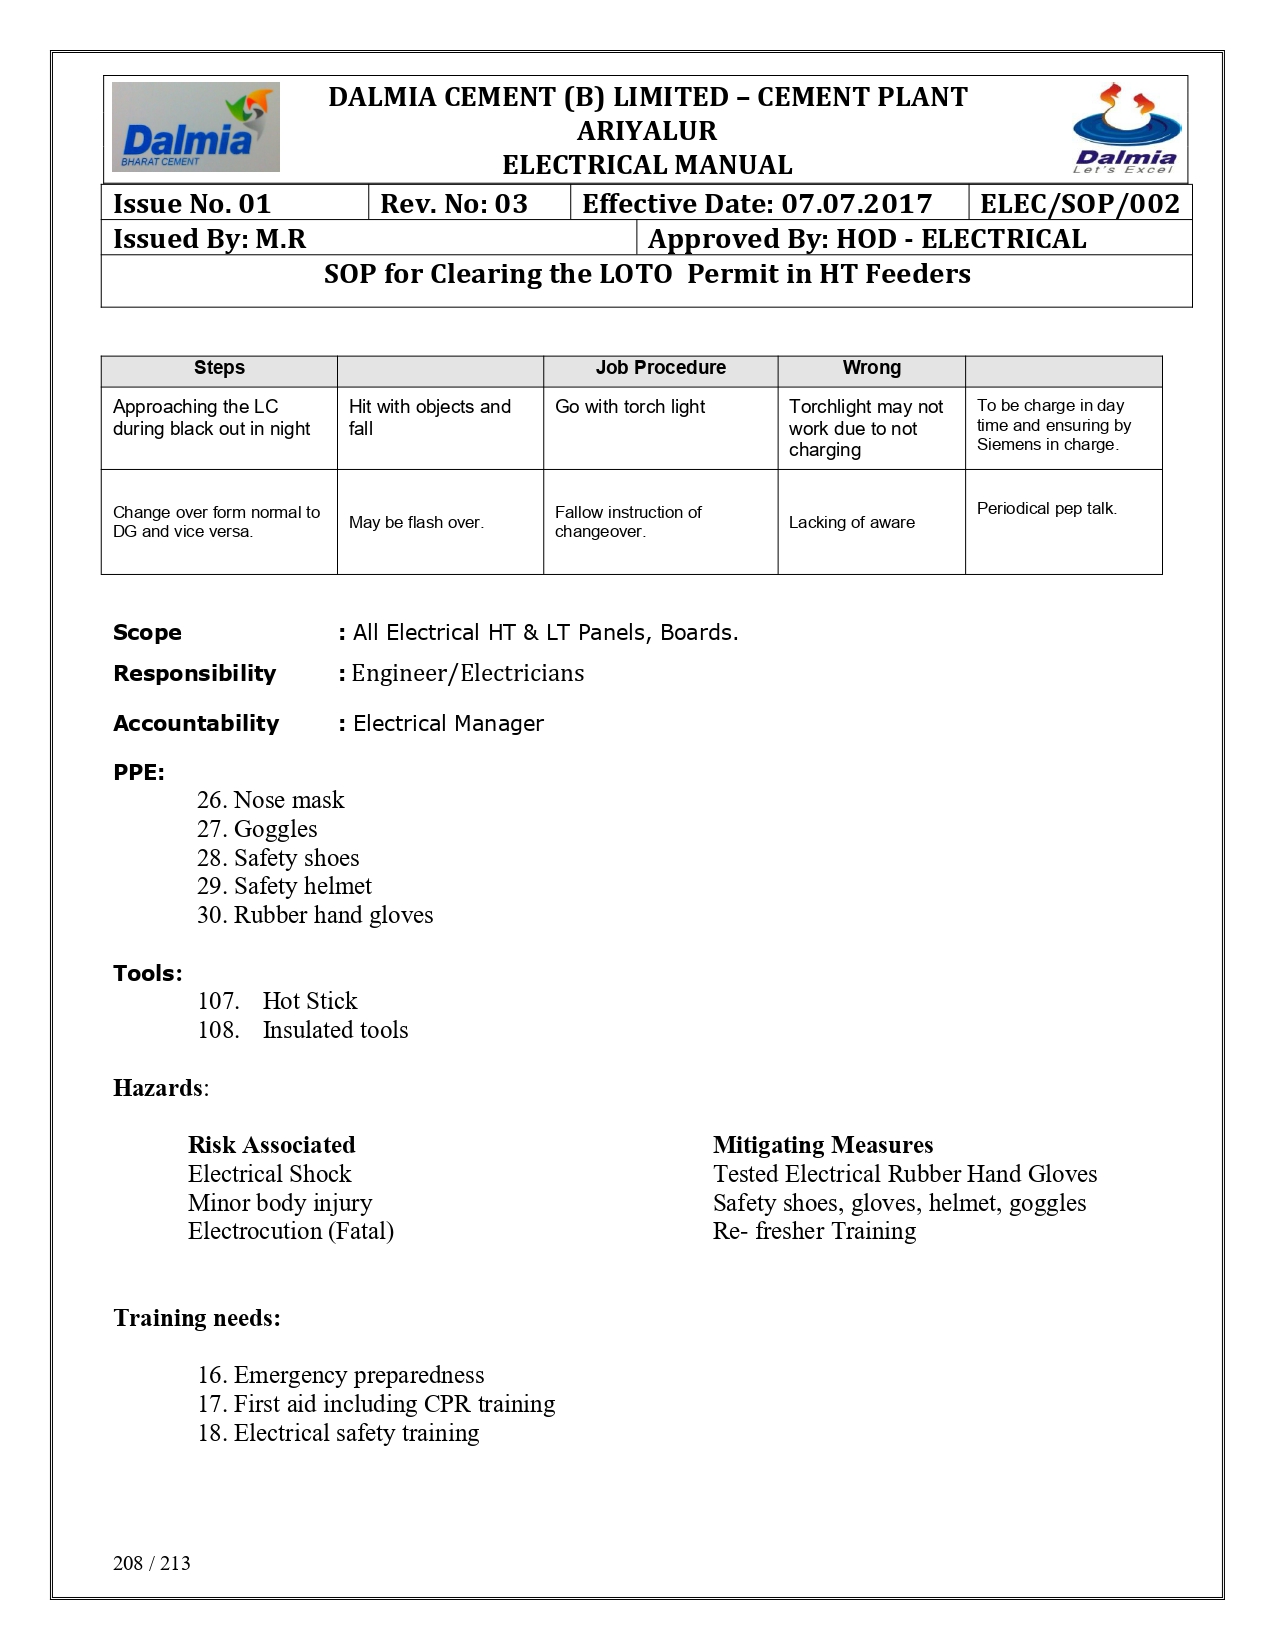 Dalmia
BHARAT CEMENT
DALMIA CEMENT (B) LIMITED – CEMENT PLANT
ARIYALUR
ELECTRICAL MANUAL
Dalmia
Let's Excel
Issue No. 01 Rev. No: 03 Effective Date: 07.07.2017 ELEC/SOP/002
Issued By: M.R Approved By: HOD - ELECTRICAL
SOP for Clearing the LOTO Permit in HT Feeders
Steps Job Procedure Wrong
Approaching the LC
during black out in night
Hit with objects and
fall
Go with torch light
Torchlight may not
work due to not
charging
To be charge in day
time and ensuring by
Siemens in charge.
Change over form normal to
DG and vice versa.
May be flash over.
Fallow instruction of
changeover.
Lacking of aware
Periodical pep talk.
Scope : All Electrical HT & LT Panels, Boards.
Responsibility : Engineer/Electricians
Accountability : Electrical Manager
PPE:
26. Nose mask
27. Goggles
28. Safety shoes
29. Safety helmet
30. Rubber hand gloves
Tools:
107. Hot Stick
108. Insulated tools
Hazards:
Risk Associated Mitigating Measures
Electrical Shock Tested Electrical Rubber Hand Gloves
Minor body injury Safety shoes, gloves, helmet, goggles
Electrocution (Fatal) Re- fresher Training
Training needs:
16. Emergency preparedness
17. First aid including CPR training
18. Electrical safety training
208 / 213